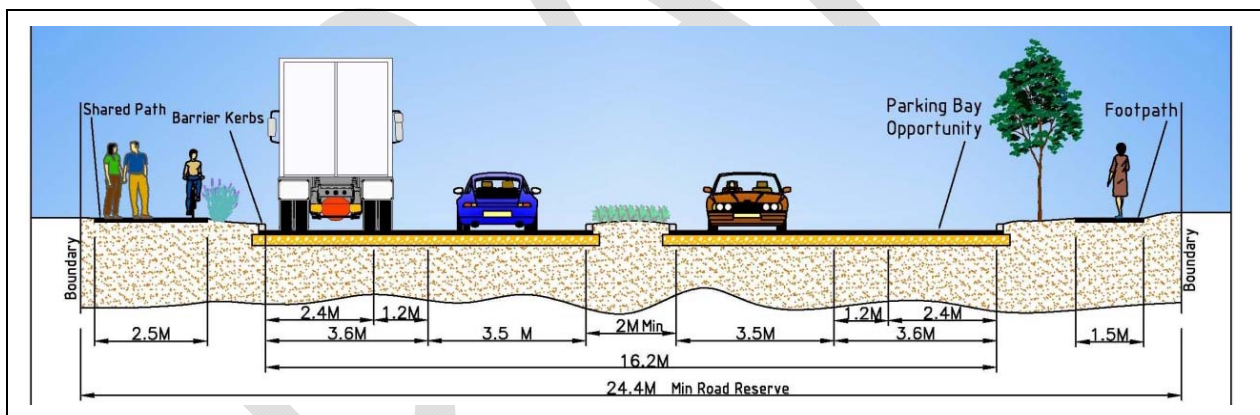 Shared Path
Barrier Kerbs
Parking Bay
Opportunity
Footpath
Boundary
Boundary
2.4M
1.2M
2M Min
1.2M
2.4M
2.5M
3.6M
3.5 M
3.5M
3.6M
1.5M
16.2M
24.4M Min Road Reserve